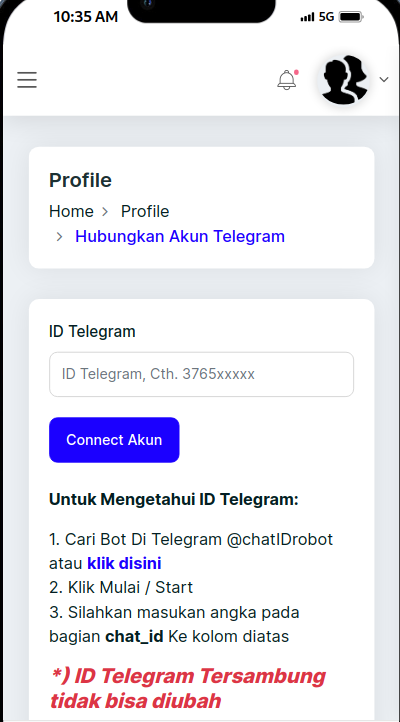 10:35 AM 5G
Profile
Home > Profile
> Hubungkan Akun Telegram
ID Telegram
ID Telegram, Cth. 3765xxxxx
Connect Akun
Untuk Mengetahui ID Telegram:
1. Cari Bot Di Telegram @chatIDrobot
atau klik disini
2. Klik Mulai / Start
3. Silahkan masukan angka pada
bagian chat_id Ke kolom diatas
*) ID Telegram Tersambung
tidak bisa diubah